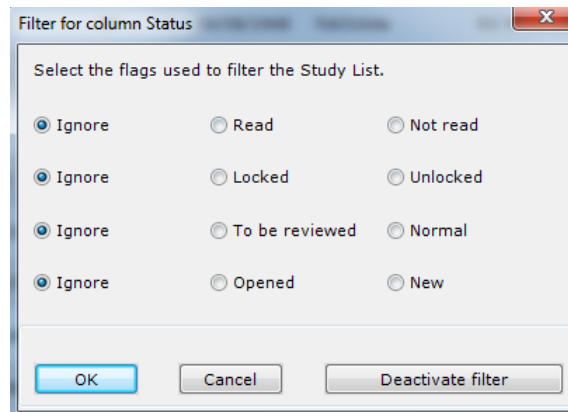 Filter for column Status
Select the flags used to filter the Study List.
Ignore Read Not read
Ignore Locked Unlocked
Ignore To be reviewed Normal
Ignore Opened New
OK Cancel Deactivate filter